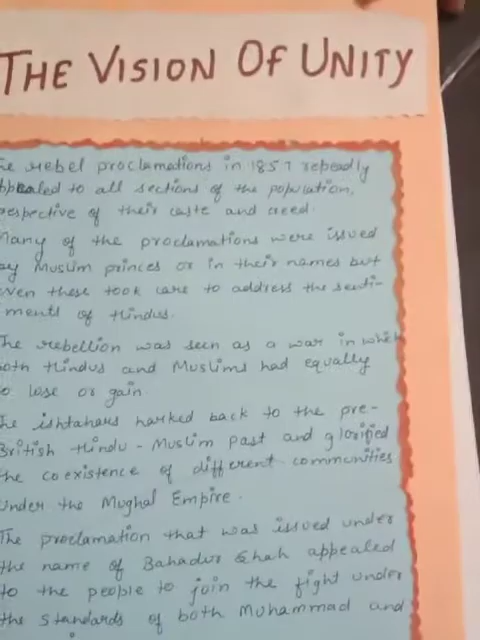 THE VISION OF UNITY
he rebel proclamations in 1857 repeadly
ppealed to all sections of the population,
respective of their caste and creed.
Many of the proclamations were issued
by Muslim princes or in their names but
even these took care to address the senti-
ments of Hindus.
The rebellion was seen as a war in which
both Hindus and Muslims had equally
to lose or gain.
The ishtahars harked back to the pre-
British Hindu - Muslim past and glorified
the coexistence of different communities
under the Mughal Empire.
The proclamation that was issued under
the name of Bahadur Shah appealed
to the people to join the fight under
the standards of both Muhammad and